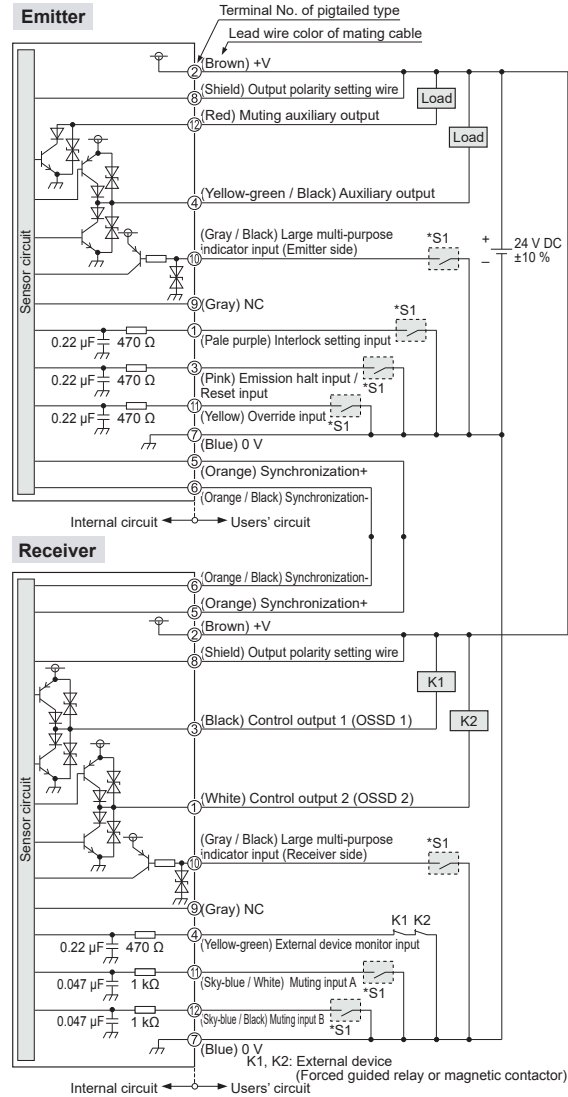 Emitter
Terminal No. of pigtailed type
Lead wire color of mating cable
2 (Brown) +V
8 (Shield) Output polarity setting wire
Load
12 (Red) Muting auxiliary output
Load
4 (Yellow-green / Black) Auxiliary output
(Gray / Black) Large multi-purpose
10 indicator input (Emitter side)
*S1
+
–
24 V DC
±10 %
Sensor circuit
9 (Gray) NC
*S1
1
0.22 μF 470 Ω
(Pale purple) Interlock setting input
3
0.22 μF 470 Ω
(Pink) Emission halt input /
Reset input
*S1
11
0.22 μF 470 Ω
(Yellow) Override input
*S1
7
(Blue) 0 V
5
(Orange) Synchronization+
6
(Orange / Black) Synchronization-
Internal circuit Users' circuit
Receiver
(Orange / Black) Synchronization-
6
(Orange) Synchronization+
5
2 (Brown) +V
8 (Shield) Output polarity setting wire
K1
3 (Black) Control output 1 (OSSD 1)
K2
1 (White) Control output 2 (OSSD 2)
Sensor circuit
(Gray / Black) Large multi-purpose
10 indicator input (Receiver side)
*S1
9 (Gray) NC
K1 K2
4
0.22 μF 470 Ω
(Yellow-green) External device monitor input
11
0.047 μF 1 kΩ
(Sky-blue / White) Muting input A
*S1
12
0.047 μF 1 kΩ
(Sky-blue / Black) Muting input B
*S1
7
(Blue) 0 V
K1, K2: External device
(Forced guided relay or magnetic contactor)
Internal circuit Users' circuit